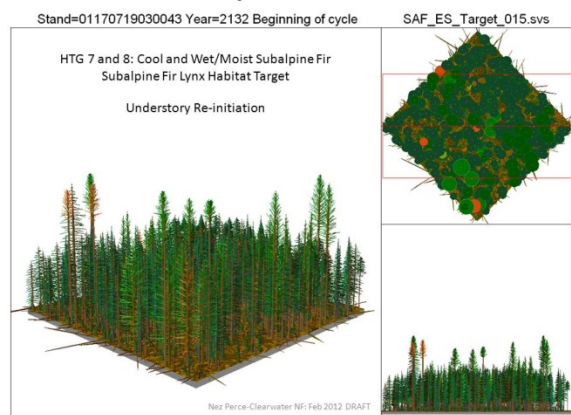 Stand=01170719030043 Year=2132 Beginning of cycle
SAF_ES_Target_015.svs
HTG 7 and 8: Cool and Wet/Moist Subalpine Fir
Subalpine Fir Lynx Habitat Target
Understory Re-initiation
Nez Perce-Clearwater NF: Feb 2012 DRAFT